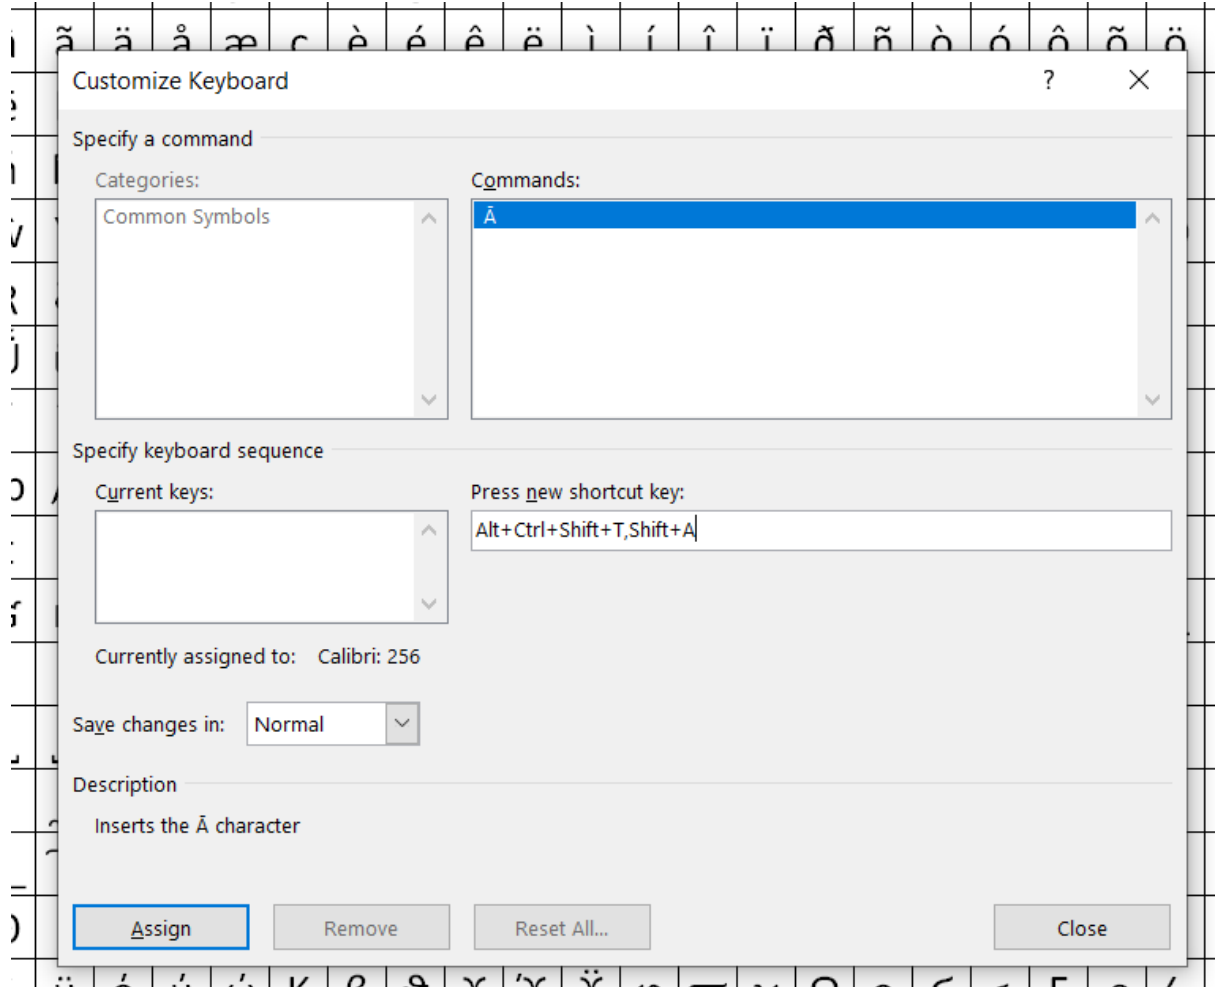 ã ä å æ ç è é ê ë ì í î ï ð ñ ò ó ô õ ö
Customize Keyboard ?
Specify a command
Categories:
Common Symbols
Commands:
Ā
Specify keyboard sequence
Current keys:
Press new shortcut key:
Alt+Ctrl+Shift+T,Shift+A
Currently assigned to: Calibri: 256
Save changes in: Normal
Description
Inserts the Ā character
Assign Remove Reset All... Close